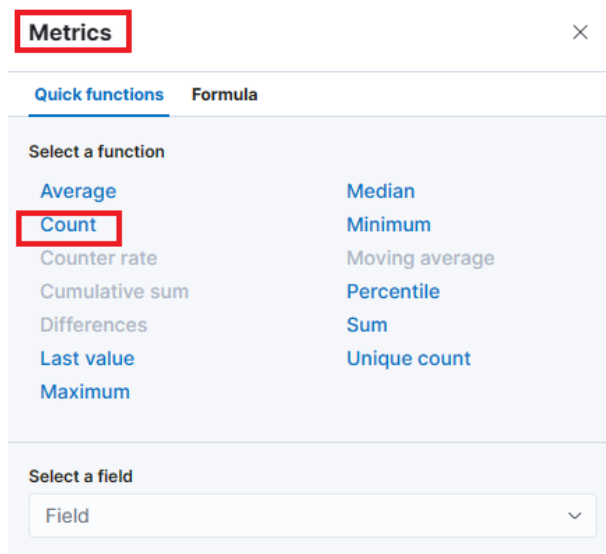 Metrics
Quick functions Formula
Select a function
Average Median
Count Minimum
Counter rate Moving average
Cumulative sum Percentile
Differences Sum
Last value Unique count
Maximum
Select a field
Field